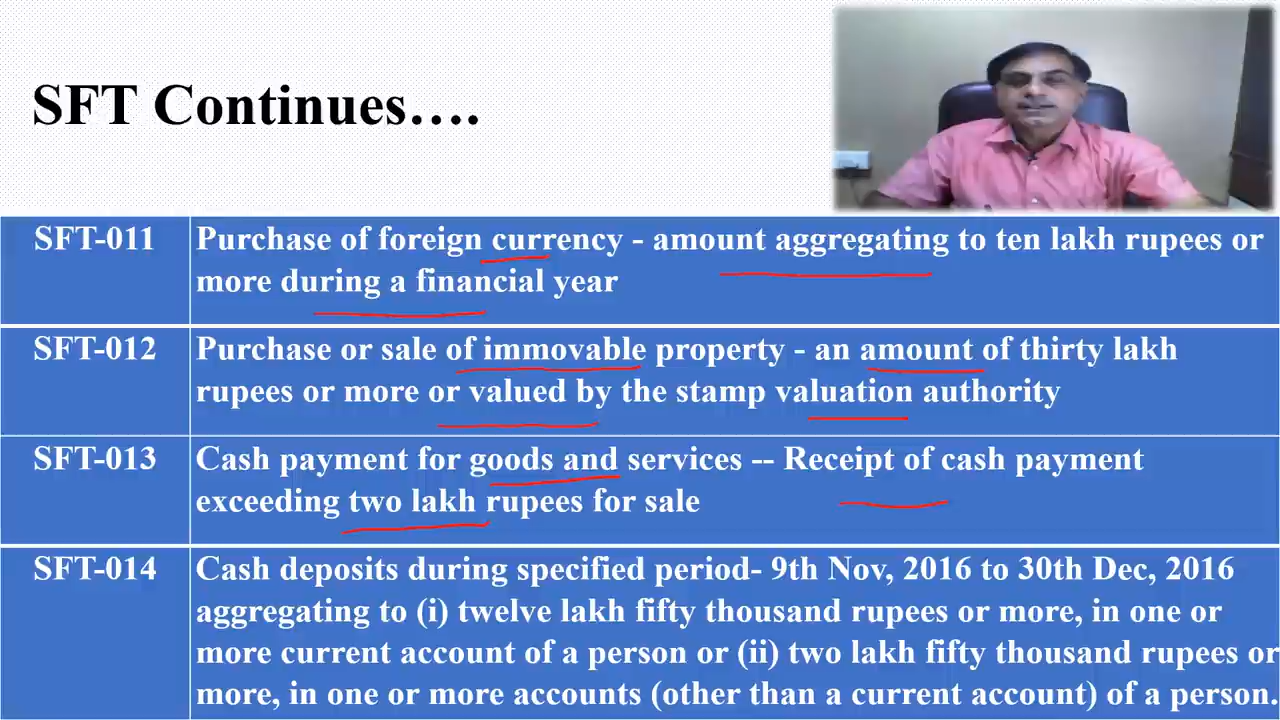 SFT Continues....
SFT-011
Purchase of foreign currency - amount aggregating to ten lakh rupees or
more during a financial year
SFT-012
Purchase or sale of immovable property - an amount of thirty lakh
rupees or more or valued by the stamp valuation authority
SFT-013
Cash payment for goods and services -- Receipt of cash payment
exceeding two lakh rupees for sale
SFT-014
Cash deposits during specified period- 9th Nov, 2016 to 30th Dec, 2016
aggregating to (i) twelve lakh fifty thousand rupees or more, in one or
more current account of a person or (ii) two lakh fifty thousand rupees or
more, in one or more accounts (other than a current account) of a person.